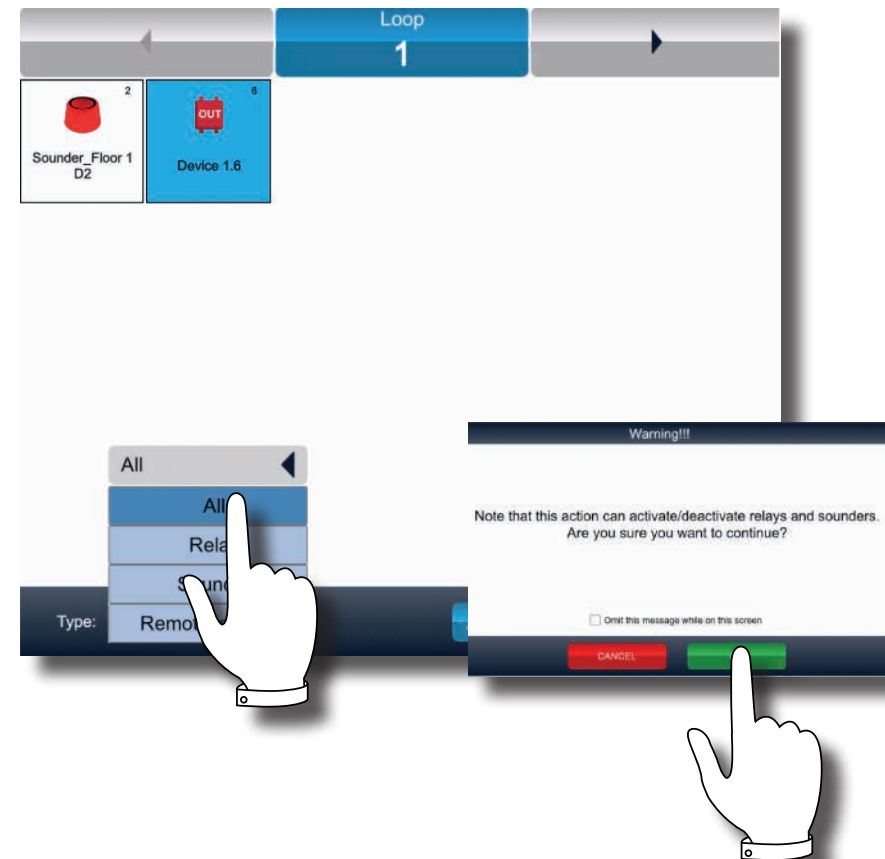 Loop
1
2
6
OUT
Sounder_Floor 1
D2
Device 1.6
All
All
Type:
Warning!!!
Note that this action can activate/deactivate relays and sounders.
Are you sure you want to continue?
Omit this message while on this screen
CANCEL